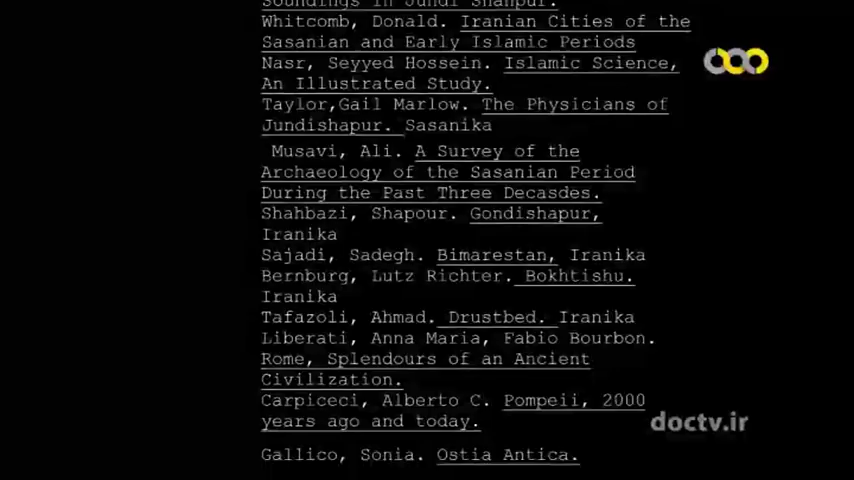 Soundings in Jundi Shahpur.
Whitcomb, Donald. Iranian Cities of the
Sasanian and Early Islamic Periods
Nasr, Seyyed Hossein. Islamic Science,
An Illustrated Study.
Taylor,Gail Marlow. The Physicians of
Jundishapur. Sasanika
Musavi, Ali. A Survey of the
Archaeology of the Sasanian Period
During the Past Three Decasdes.
Shahbazi, Shapour. Gondishapur,
Iranika
Sajadi, Sadegh. Bimarestan, Iranika
Bernburg, Lutz Richter. Bokhtishu.
Iranika
Tafazoli, Ahmad. Drustbed. Iranika
Liberati, Anna Maria, Fabio Bourbon.
Rome, Splendours of an Ancient
Civilization.
Carpiceci, Alberto C. Pompeii, 2000
years ago and today.
doctv.ir
Gallico, Sonia. Ostia Antica.